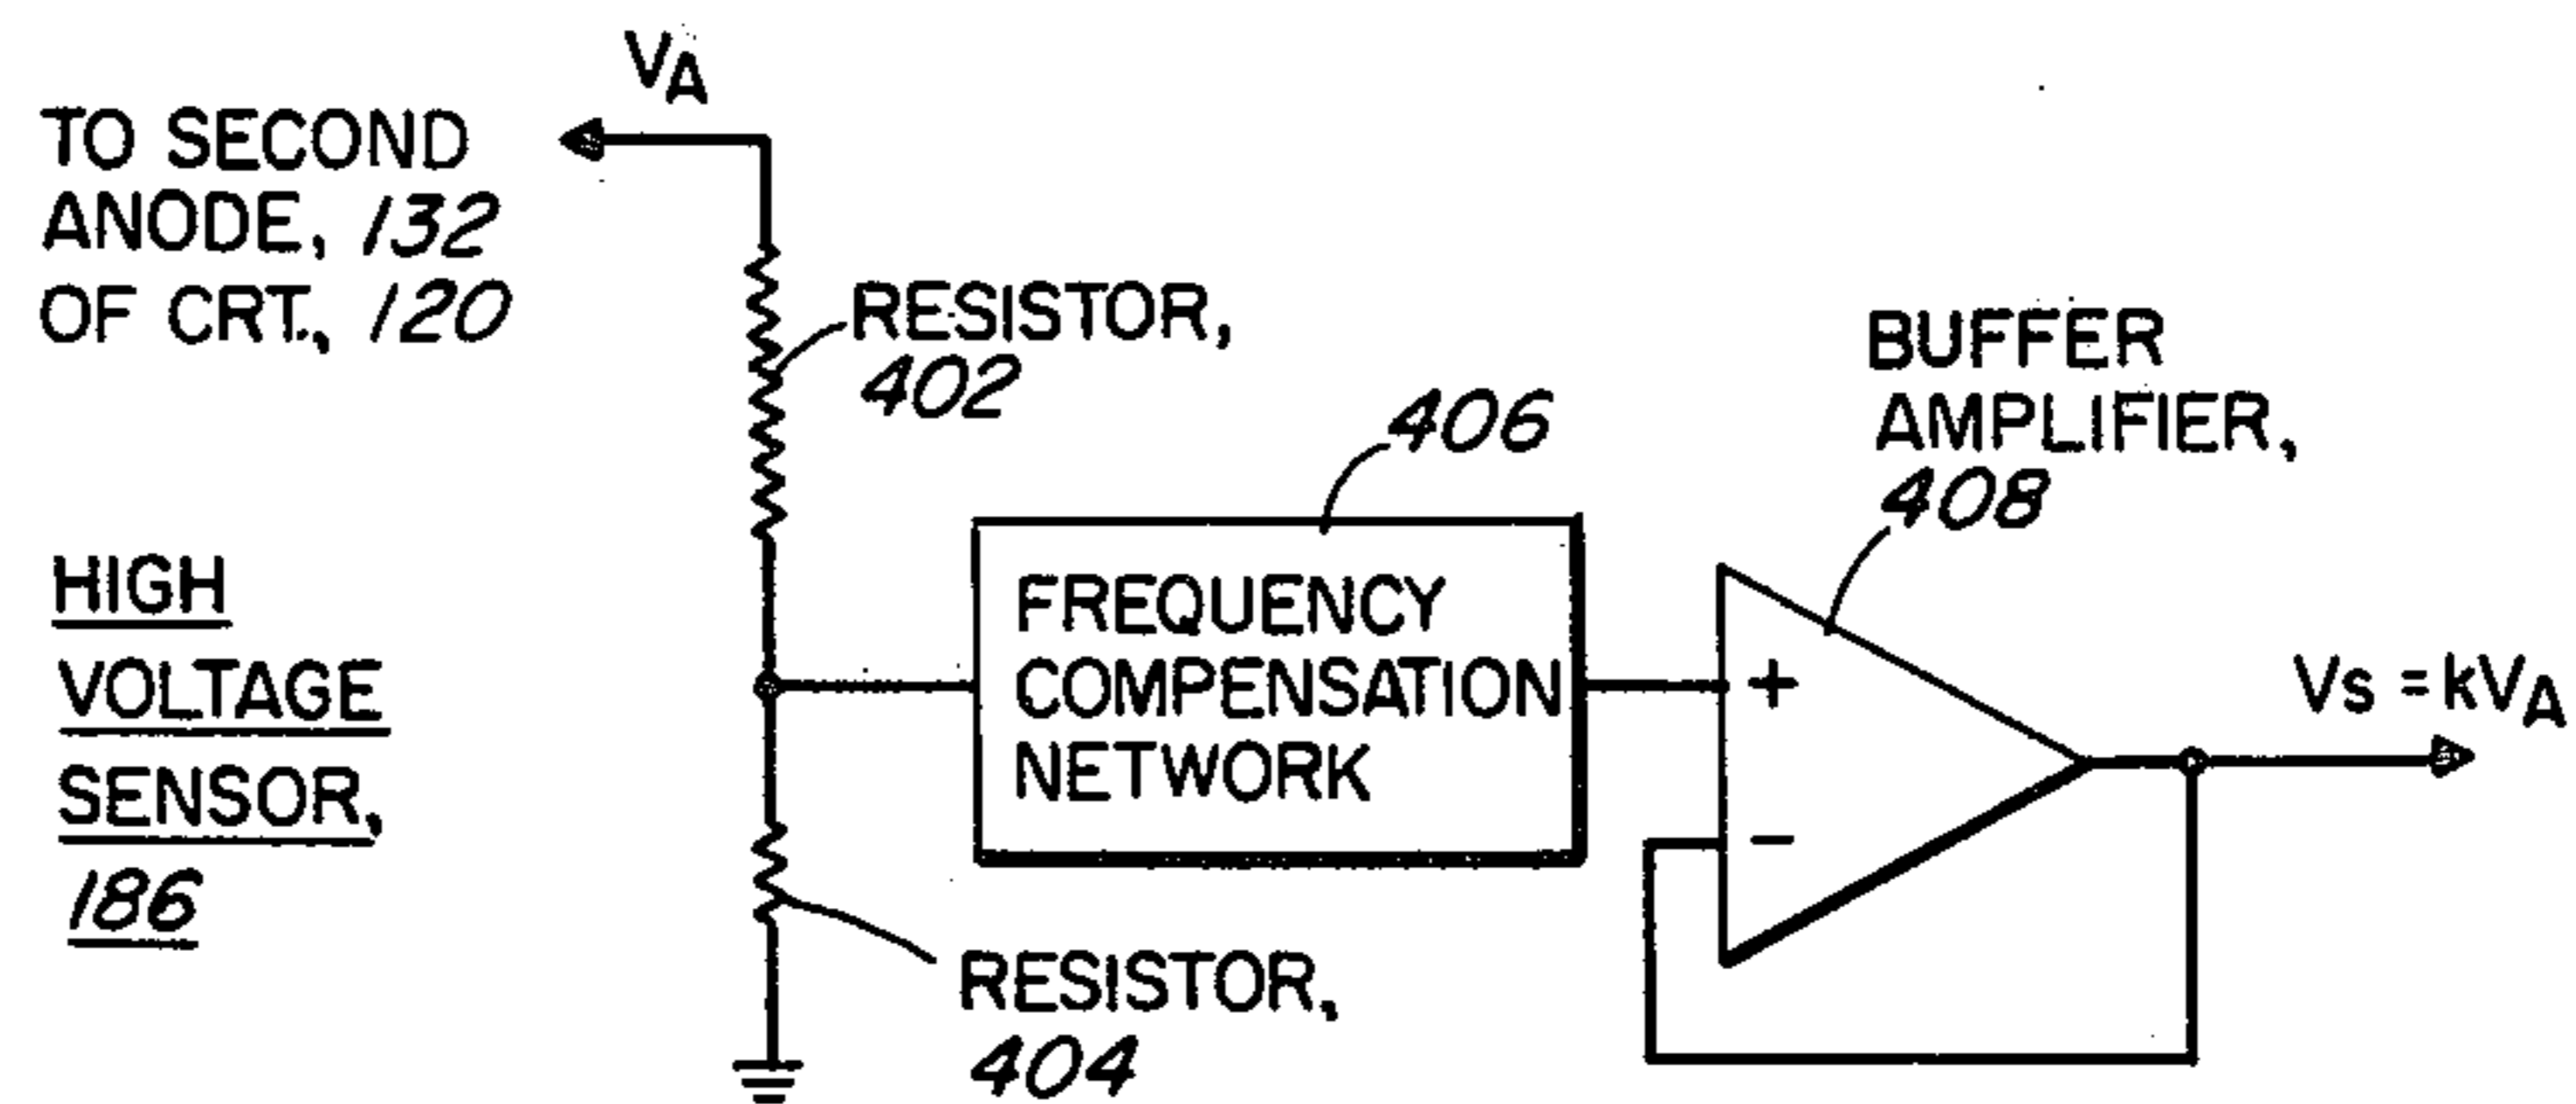 VA
TO SECOND
ANODE, 132
OF CRT., 120
RESISTOR,
402
406
BUFFER
AMPLIFIER,
408
HIGH
VOLTAGE
SENSOR,
186
FREQUENCY
COMPENSATION
NETWORK
+
−
Vs = kVA
RESISTOR,
404